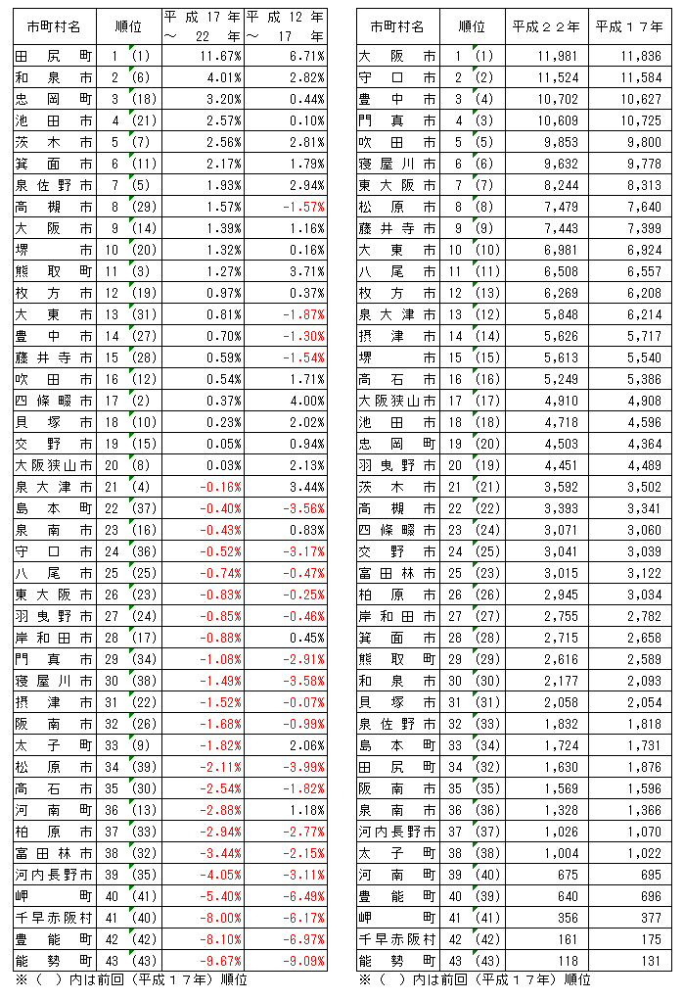 市町村名 順位 平成17年～22年 平成12年～17年
田尻町 1 (1) 11.67% 6.71%
和泉市 2 (6) 4.01% 2.82%
忠岡町 3 (18) 3.20% 0.44%
池田市 4 (21) 2.57% 0.10%
茨木市 5 (7) 2.56% 2.81%
箕面市 6 (11) 2.17% 1.79%
泉佐野市 7 (5) 1.93% 2.94%
高槻市 8 (29) 1.57% -1.57%
大阪市 9 (14) 1.39% 1.16%
堺市 10 (20) 1.32% 0.16%
熊取町 11 (3) 1.27% 3.71%
枚方市 12 (19) 0.97% 0.37%
大東市 13 (31) 0.81% -1.87%
豊中市 14 (27) 0.70% -1.30%
藤井寺市 15 (28) 0.59% -1.54%
吹田市 16 (12) 0.54% 1.71%
四條畷市 17 (2) 0.37% 4.00%
貝塚市 18 (10) 0.23% 2.02%
交野市 19 (15) 0.05% 0.94%
大阪狭山市 20 (8) 0.03% 2.13%
泉大津市 21 (4) -0.16% 3.44%
島本町 22 (37) -0.40% -3.56%
泉南市 23 (16) -0.43% 0.83%
守口市 24 (36) -0.52% -3.17%
八尾市 25 (25) -0.74% -0.47%
東大阪市 26 (23) -0.83% -0.25%
羽曳野市 27 (24) -0.85% -0.46%
岸和田市 28 (17) -0.88% 0.45%
門真市 29 (34) -1.08% -2.91%
寝屋川市 30 (38) -1.49% -3.58%
摂津市 31 (22) -1.52% -0.07%
阪南市 32 (26) -1.68% -0.99%
太子町 33 (9) -1.82% 2.06%
松原市 34 (39) -2.11% -3.99%
高石市 35 (30) -2.54% -1.82%
河南町 36 (13) -2.88% 1.18%
柏原市 37 (33) -2.94% -2.77%
富田林市 38 (32) -3.44% -2.15%
河内長野市 39 (35) -4.05% -3.11%
岬町 40 (41) -5.40% -6.49%
千早赤阪村 41 (40) -8.00% -6.17%
豊能町 42 (42) -8.10% -6.97%
能勢町 43 (43) -9.67% -9.09%
※（　）内は前回（平成１７年）順位
市町村名 順位 平成２２年 平成１７年
大阪市 1 (1) 11,981 11,836
守口市 2 (2) 11,524 11,584
豊中市 3 (4) 10,702 10,627
門真市 4 (3) 10,609 10,725
吹田市 5 (5) 9,853 9,800
寝屋川市 6 (6) 9,632 9,778
東大阪市 7 (7) 8,244 8,313
松原市 8 (8) 7,479 7,640
藤井寺市 9 (9) 7,443 7,399
大東市 10 (10) 6,981 6,924
八尾市 11 (11) 6,508 6,557
枚方市 12 (13) 6,269 6,208
泉大津市 13 (12) 5,848 6,214
摂津市 14 (14) 5,626 5,717
堺市 15 (15) 5,613 5,540
高石市 16 (16) 5,249 5,386
大阪狭山市 17 (17) 4,910 4,908
池田市 18 (18) 4,718 4,596
忠岡町 19 (20) 4,503 4,364
羽曳野市 20 (19) 4,451 4,489
茨木市 21 (21) 3,592 3,502
高槻市 22 (22) 3,393 3,341
四條畷市 23 (24) 3,071 3,060
交野市 24 (25) 3,041 3,039
富田林市 25 (23) 3,015 3,122
柏原市 26 (26) 2,945 3,034
岸和田市 27 (27) 2,755 2,782
箕面市 28 (28) 2,715 2,658
熊取町 29 (29) 2,616 2,589
和泉市 30 (30) 2,177 2,093
貝塚市 31 (31) 2,058 2,054
泉佐野市 32 (33) 1,832 1,818
島本町 33 (34) 1,724 1,731
田尻町 34 (32) 1,630 1,876
阪南市 35 (35) 1,569 1,596
泉南市 36 (36) 1,328 1,366
河内長野市 37 (37) 1,026 1,070
太子町 38 (38) 1,004 1,022
河南町 39 (40) 675 695
豊能町 40 (39) 640 696
岬町 41 (41) 356 377
千早赤阪村 42 (42) 161 175
能勢町 43 (43) 118 131
※（　）内は前回（平成１７年）順位